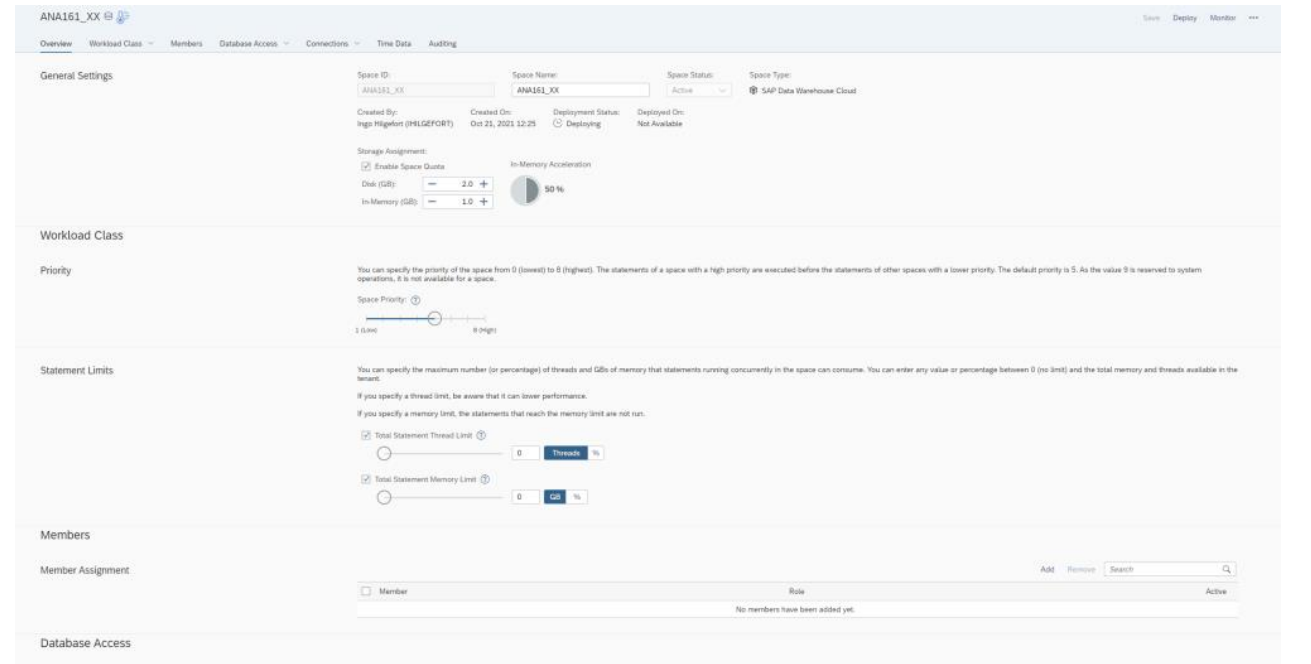 ANA161_XX
Save Deploy Monitor
Overview Workload Class Members Database Access Connections Time Data Auditing
General Settings
Space ID: Space Name: Space Status: Space Type:
ANA161_XX ANA161_XX Active SAP Data Warehouse Cloud
Created By: Created On: Deployment Status: Deployed On:
Ingo Hilgefort (IHILGEFORT) Oct 21, 2021 12:25 Deploying Not Available
Storage Assignment:
Enable Space Quota In-Memory Acceleration
Disk (GB): 2.0
50 %
In-Memory (GB): 1.0
Workload Class
Priority
You can specify the priority of the space from 0 (lowest) to 8 (highest). The statements of a space with a high priority are executed before the statements of other spaces with a lower priority. The default priority is 5. As the value 9 is reserved to system
operations, it is not available for a space.
Space Priority:
1 (Low) 8 (High)
Statement Limits
You can specify the maximum number (or percentage) of threads and GBs of memory that statements running concurrently in the space can consume. You can enter any value or percentage between 0 (no limit) and the total memory and threads available in the
tenant.
If you specify a thread limit, be aware that it can lower performance.
If you specify a memory limit, the statements that reach the memory limit are not run.
Total Statement Thread Limit
0 Threads %
Total Statement Memory Limit
0 GB %
Members
Member Assignment
Add Remove Search
Member Role Active
No members have been added yet.
Database Access